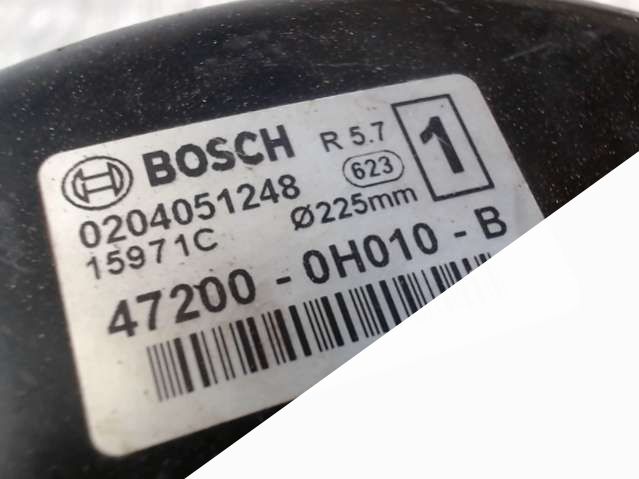 BOSCH R 5.7 1
0204051248 623
15971C Ø225mm
47200-0H010-B